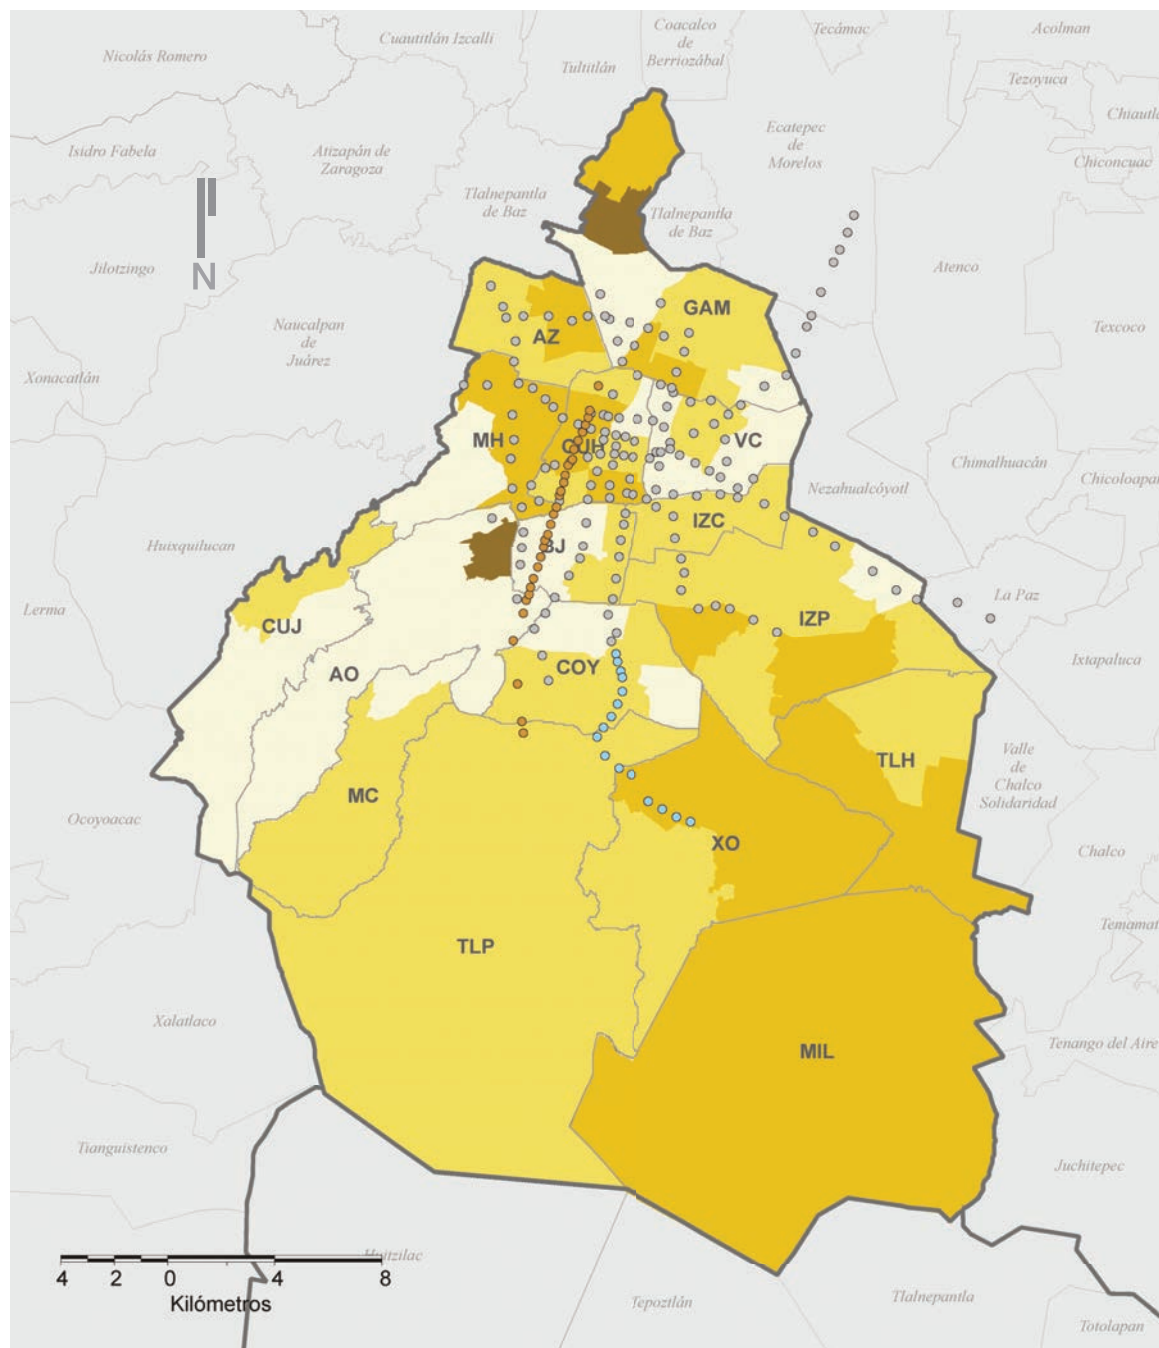 Coacalco
de
Berriozábal
Tecámac
Acolman
Cuautitlán Izcalli
Nicolás Romero
Tultitlán
Tezoyuca
Ecatepec
de
Morelos
Isidro Fabela
Atizapán de
Zaragoza
Chiconcuac
Tlalnepantla
de Baz
Tlalnepantla
de Baz
N
Jilotzingo
Atenco
GAM
Naucalpan
de
Juárez
AZ
Texcoco
Xonacatlán
MH
VC
Chimalhuacán
Nezahualcóyotl
IZC
Huixquilucan
BJ
La Paz
Lerma
CUJ
IZP
AO
COY
Ixtapaluca
Valle
de
Chalco
Solidaridad
TLH
MC
Ocoyoacac
XO
Chalco
TLP
Xalatlaco
MIL
Tenango del Aire
Tianguistenco
Juchitepec
Huitzilac
4 2 0 4 8
Kilómetros
Tepoztlán
Tlalnepantla
Totolapan